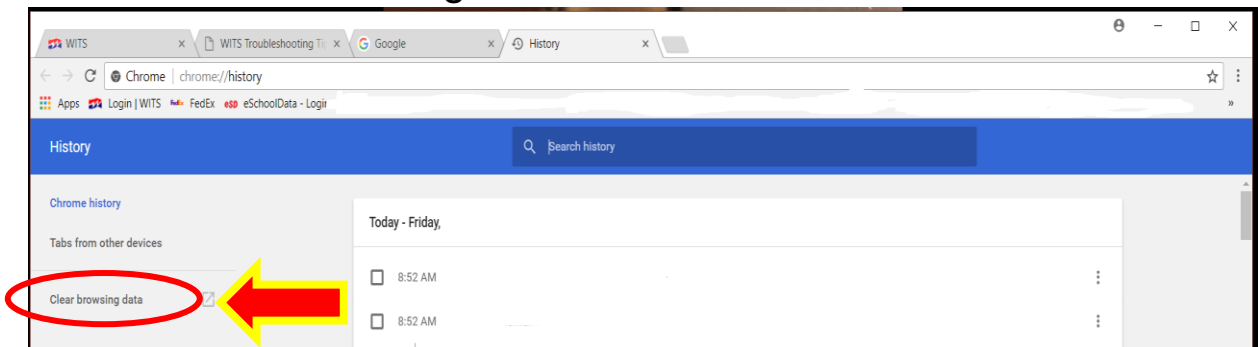 WITS
WITS Troubleshooting Ti
Google
History
Chrome | chrome://history
Apps
Login | WITS
FedEx
eSchoolData - Login
History
Search history
Chrome history
Tabs from other devices
Clear browsing data
Today - Friday,
8:52 AM
8:52 AM